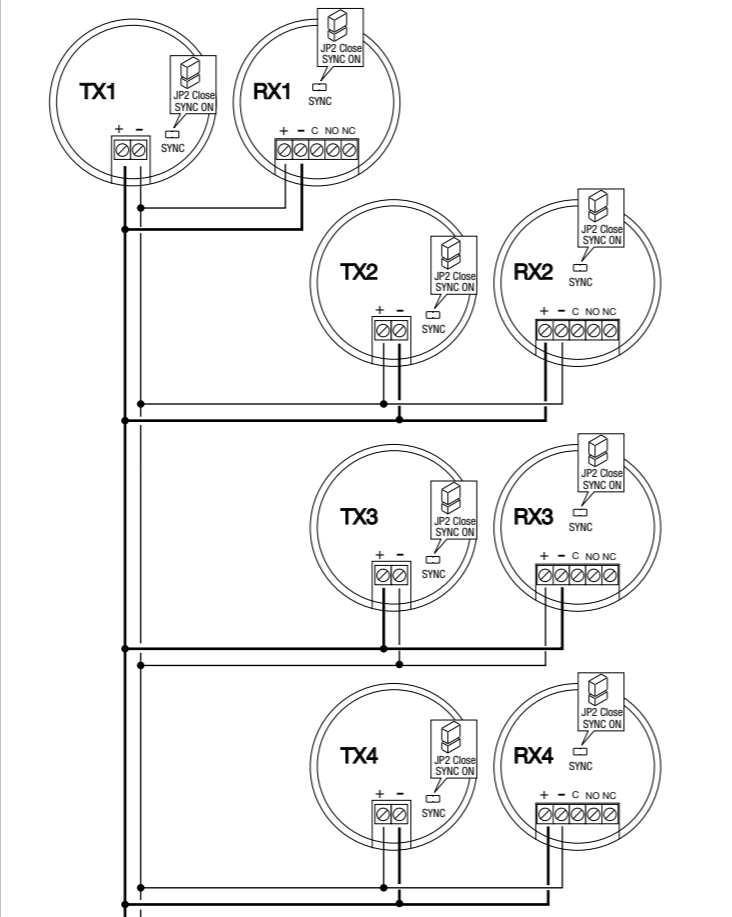 JP2 Close
SYNC ON
TX1
JP2 Close
SYNC ON
RX1
SYNC
SYNC
+ −
+ − C NO NC
JP2 Close
SYNC ON
TX2
JP2 Close
SYNC ON
RX2
SYNC
SYNC
+ −
+ − C NO NC
JP2 Close
SYNC ON
TX3
JP2 Close
SYNC ON
RX3
SYNC
SYNC
+ −
+ − C NO NC
JP2 Close
SYNC ON
TX4
JP2 Close
SYNC ON
RX4
SYNC
SYNC
+ −
+ − C NO NC